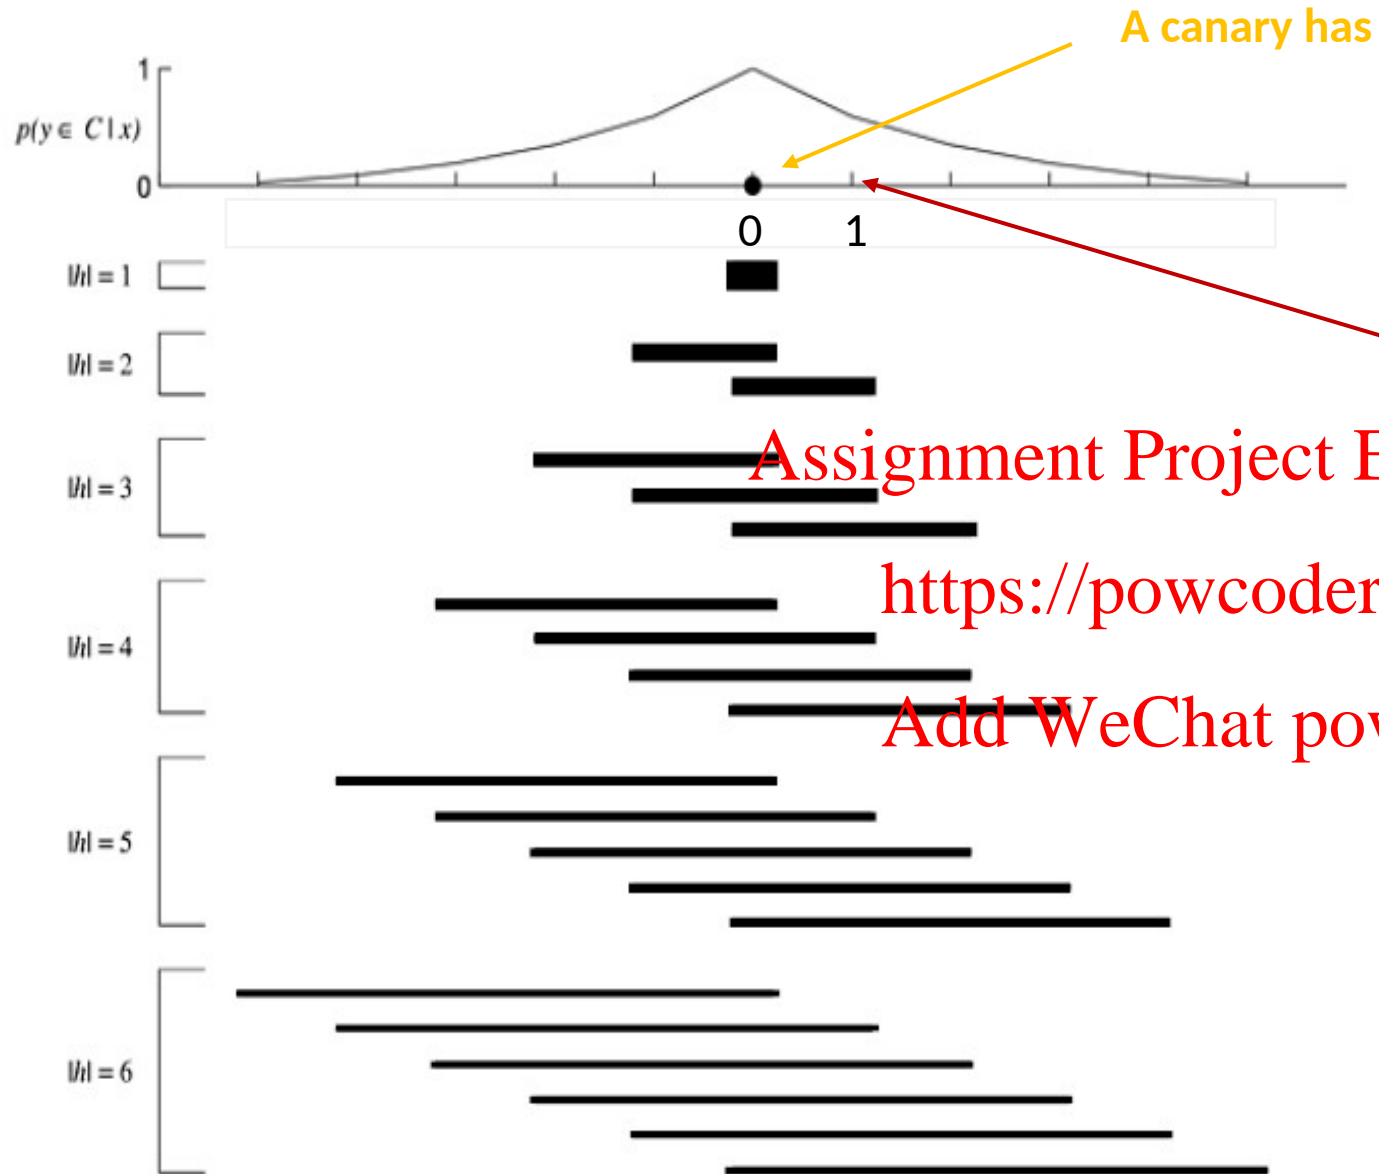 A canary has
1
p(y ∈ C | x)
0
0 1
|h| = 1
|h| = 2
Assignment Project E
|h| = 3
https://powcoder
|h| = 4
Add WeChat pow
|h| = 5
|h| = 6